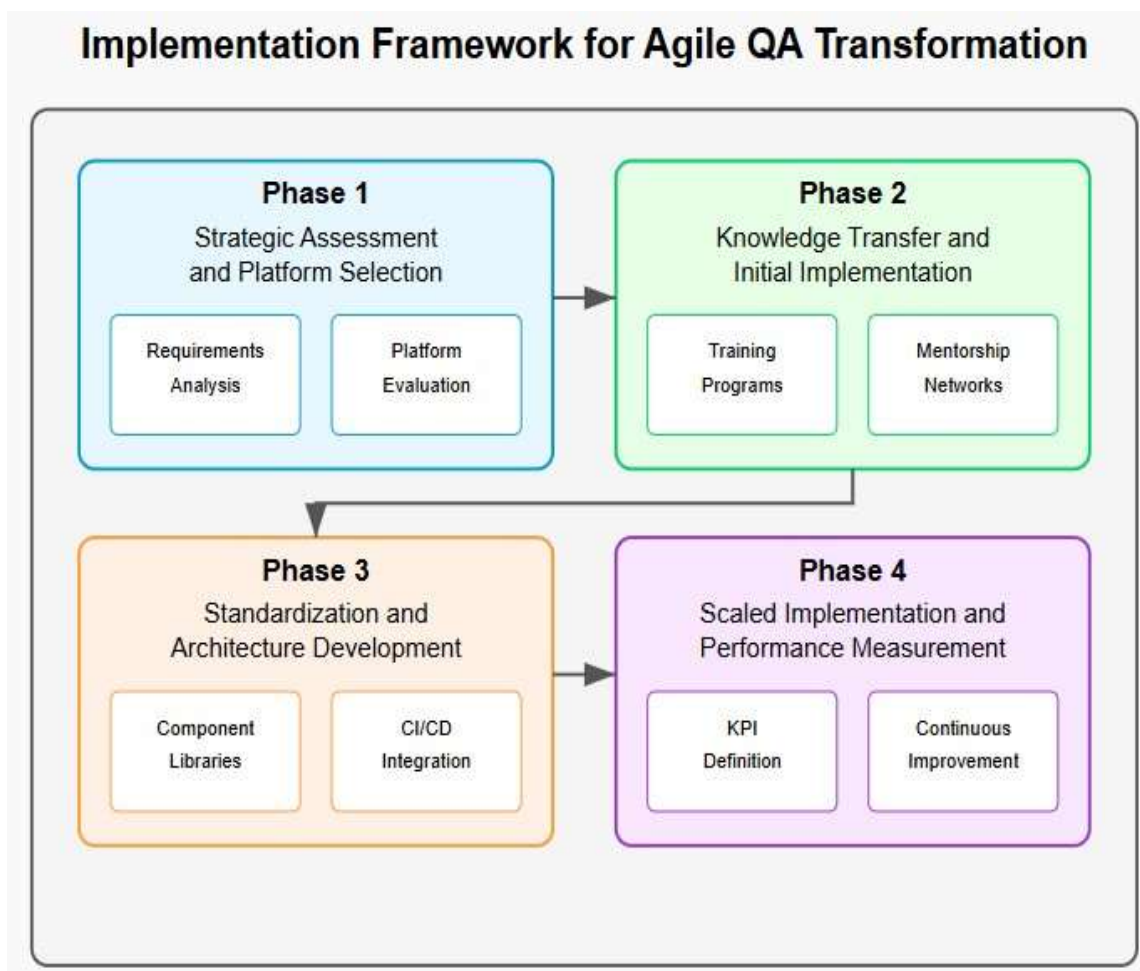 Implementation Framework for Agile QA Transformation
Phase 1
Strategic Assessment
and Platform Selection
Requirements
Analysis
Platform
Evaluation
Phase 2
Knowledge Transfer and
Initial Implementation
Training
Programs
Mentorship
Networks
Phase 3
Standardization and
Architecture Development
Component
Libraries
CI/CD
Integration
Phase 4
Scaled Implementation and
Performance Measurement
KPI
Definition
Continuous
Improvement